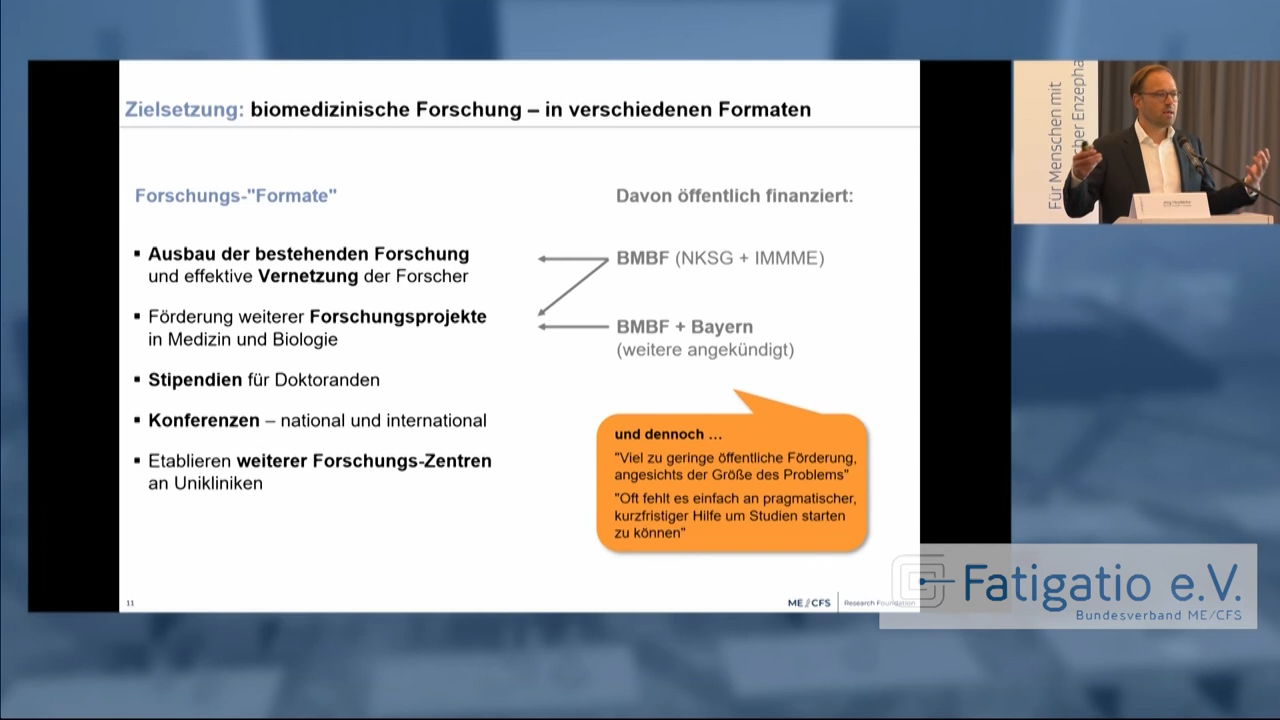 Zielsetzung: biomedizinische Forschung – in verschiedenen Formaten
Forschungs-"Formate"
▪ Ausbau der bestehenden Forschung
und effektive Vernetzung der Forscher
▪ Förderung weiterer Forschungsprojekte
in Medizin und Biologie
▪ Stipendien für Doktoranden
▪ Konferenzen – national und international
▪ Etablieren weiterer Forschungs-Zentren
an Unikliniken
Davon öffentlich finanziert:
BMBF (NKSG + IMMME)
BMBF + Bayern
(weitere angekündigt)
und dennoch ...
"Viel zu geringe öffentliche Förderung,
angesichts der Größe des Problems"
"Oft fehlt es einfach an pragmatischer,
kurzfristiger Hilfe um Studien starten
zu können"
11
ME/CFS
Research Foundation
Für Menschen mit
cher Enzepha
Fatigatio e.V.
Bundesverband ME/CFS